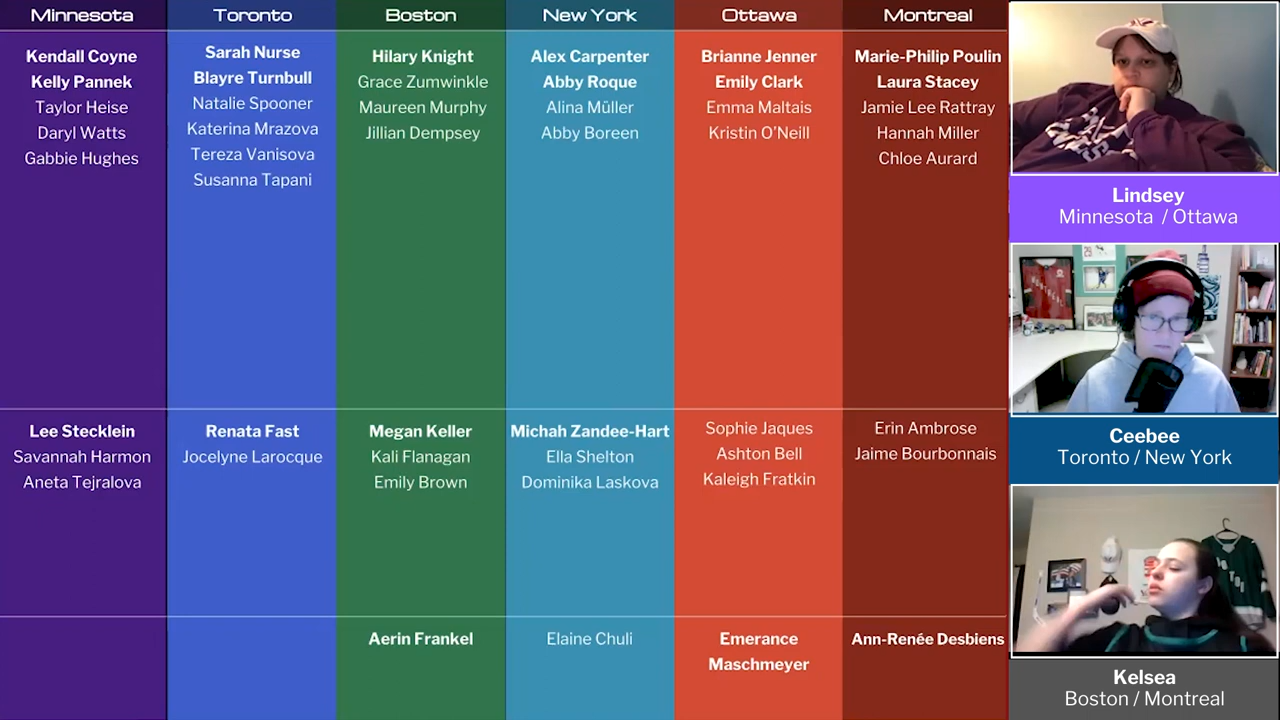 Minnesota
Kendall Coyne
Kelly Pannek
Taylor Heise
Daryl Watts
Gabbie Hughes
Lee Stecklein
Savannah Harmon
Aneta Tejralova
Toronto
Sarah Nurse
Blayre Turnbull
Natalie Spooner
Katerina Mrazova
Tereza Vanisova
Susanna Tapani
Renata Fast
Jocelyne Larocque
Boston
Hilary Knight
Grace Zumwinkle
Maureen Murphy
Jillian Dempsey
Megan Keller
Kali Flanagan
Emily Brown
Aerin Frankel
New York
Alex Carpenter
Abby Roque
Alina Müller
Abby Boreen
Michah Zandee-Hart
Ella Shelton
Dominika Laskova
Elaine Chuli
Ottawa
Brianne Jenner
Emily Clark
Emma Maltais
Kristin O'Neill
Sophie Jaques
Ashton Bell
Kaleigh Fratkin
Emerance
Maschmeyer
Montreal
Marie-Philip Poulin
Laura Stacey
Jamie Lee Rattray
Hannah Miller
Chloe Aurard
Erin Ambrose
Jaime Bourbonnais
Ann-Renée Desbiens
Lindsey
Minnesota / Ottawa
Ceebee
Toronto / New York
Kelsea
Boston / Montreal